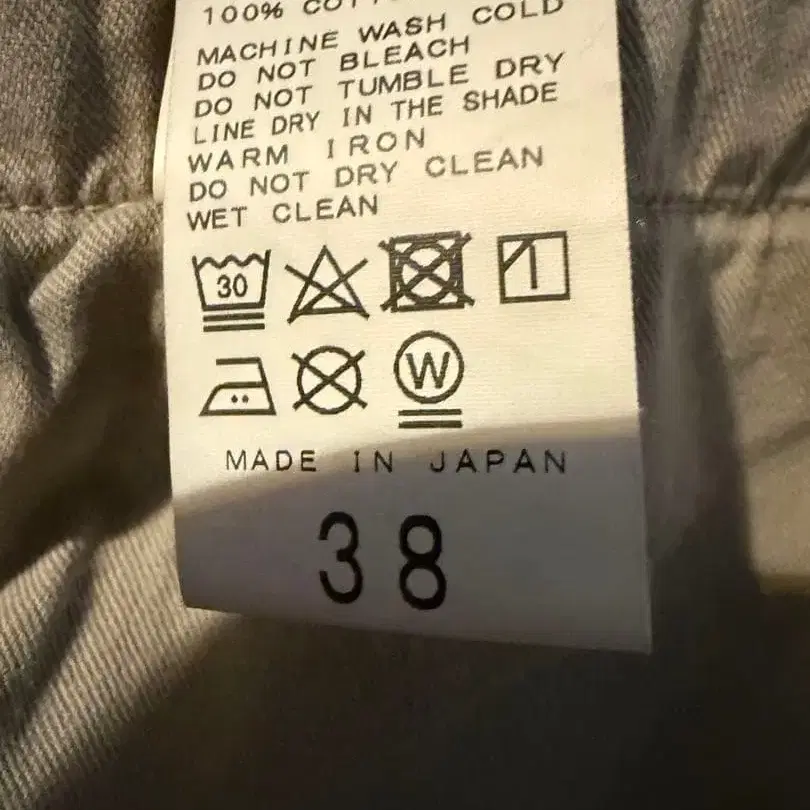 100%
MACHINE WASH COLD
DO NOT BLEACH
DO NOT TUMBLE DRY
LINE DRY IN THE SHADE
WARM IRON
DO NOT DRY CLEAN
WET CLEAN
30
W
MADE IN JAPAN
38